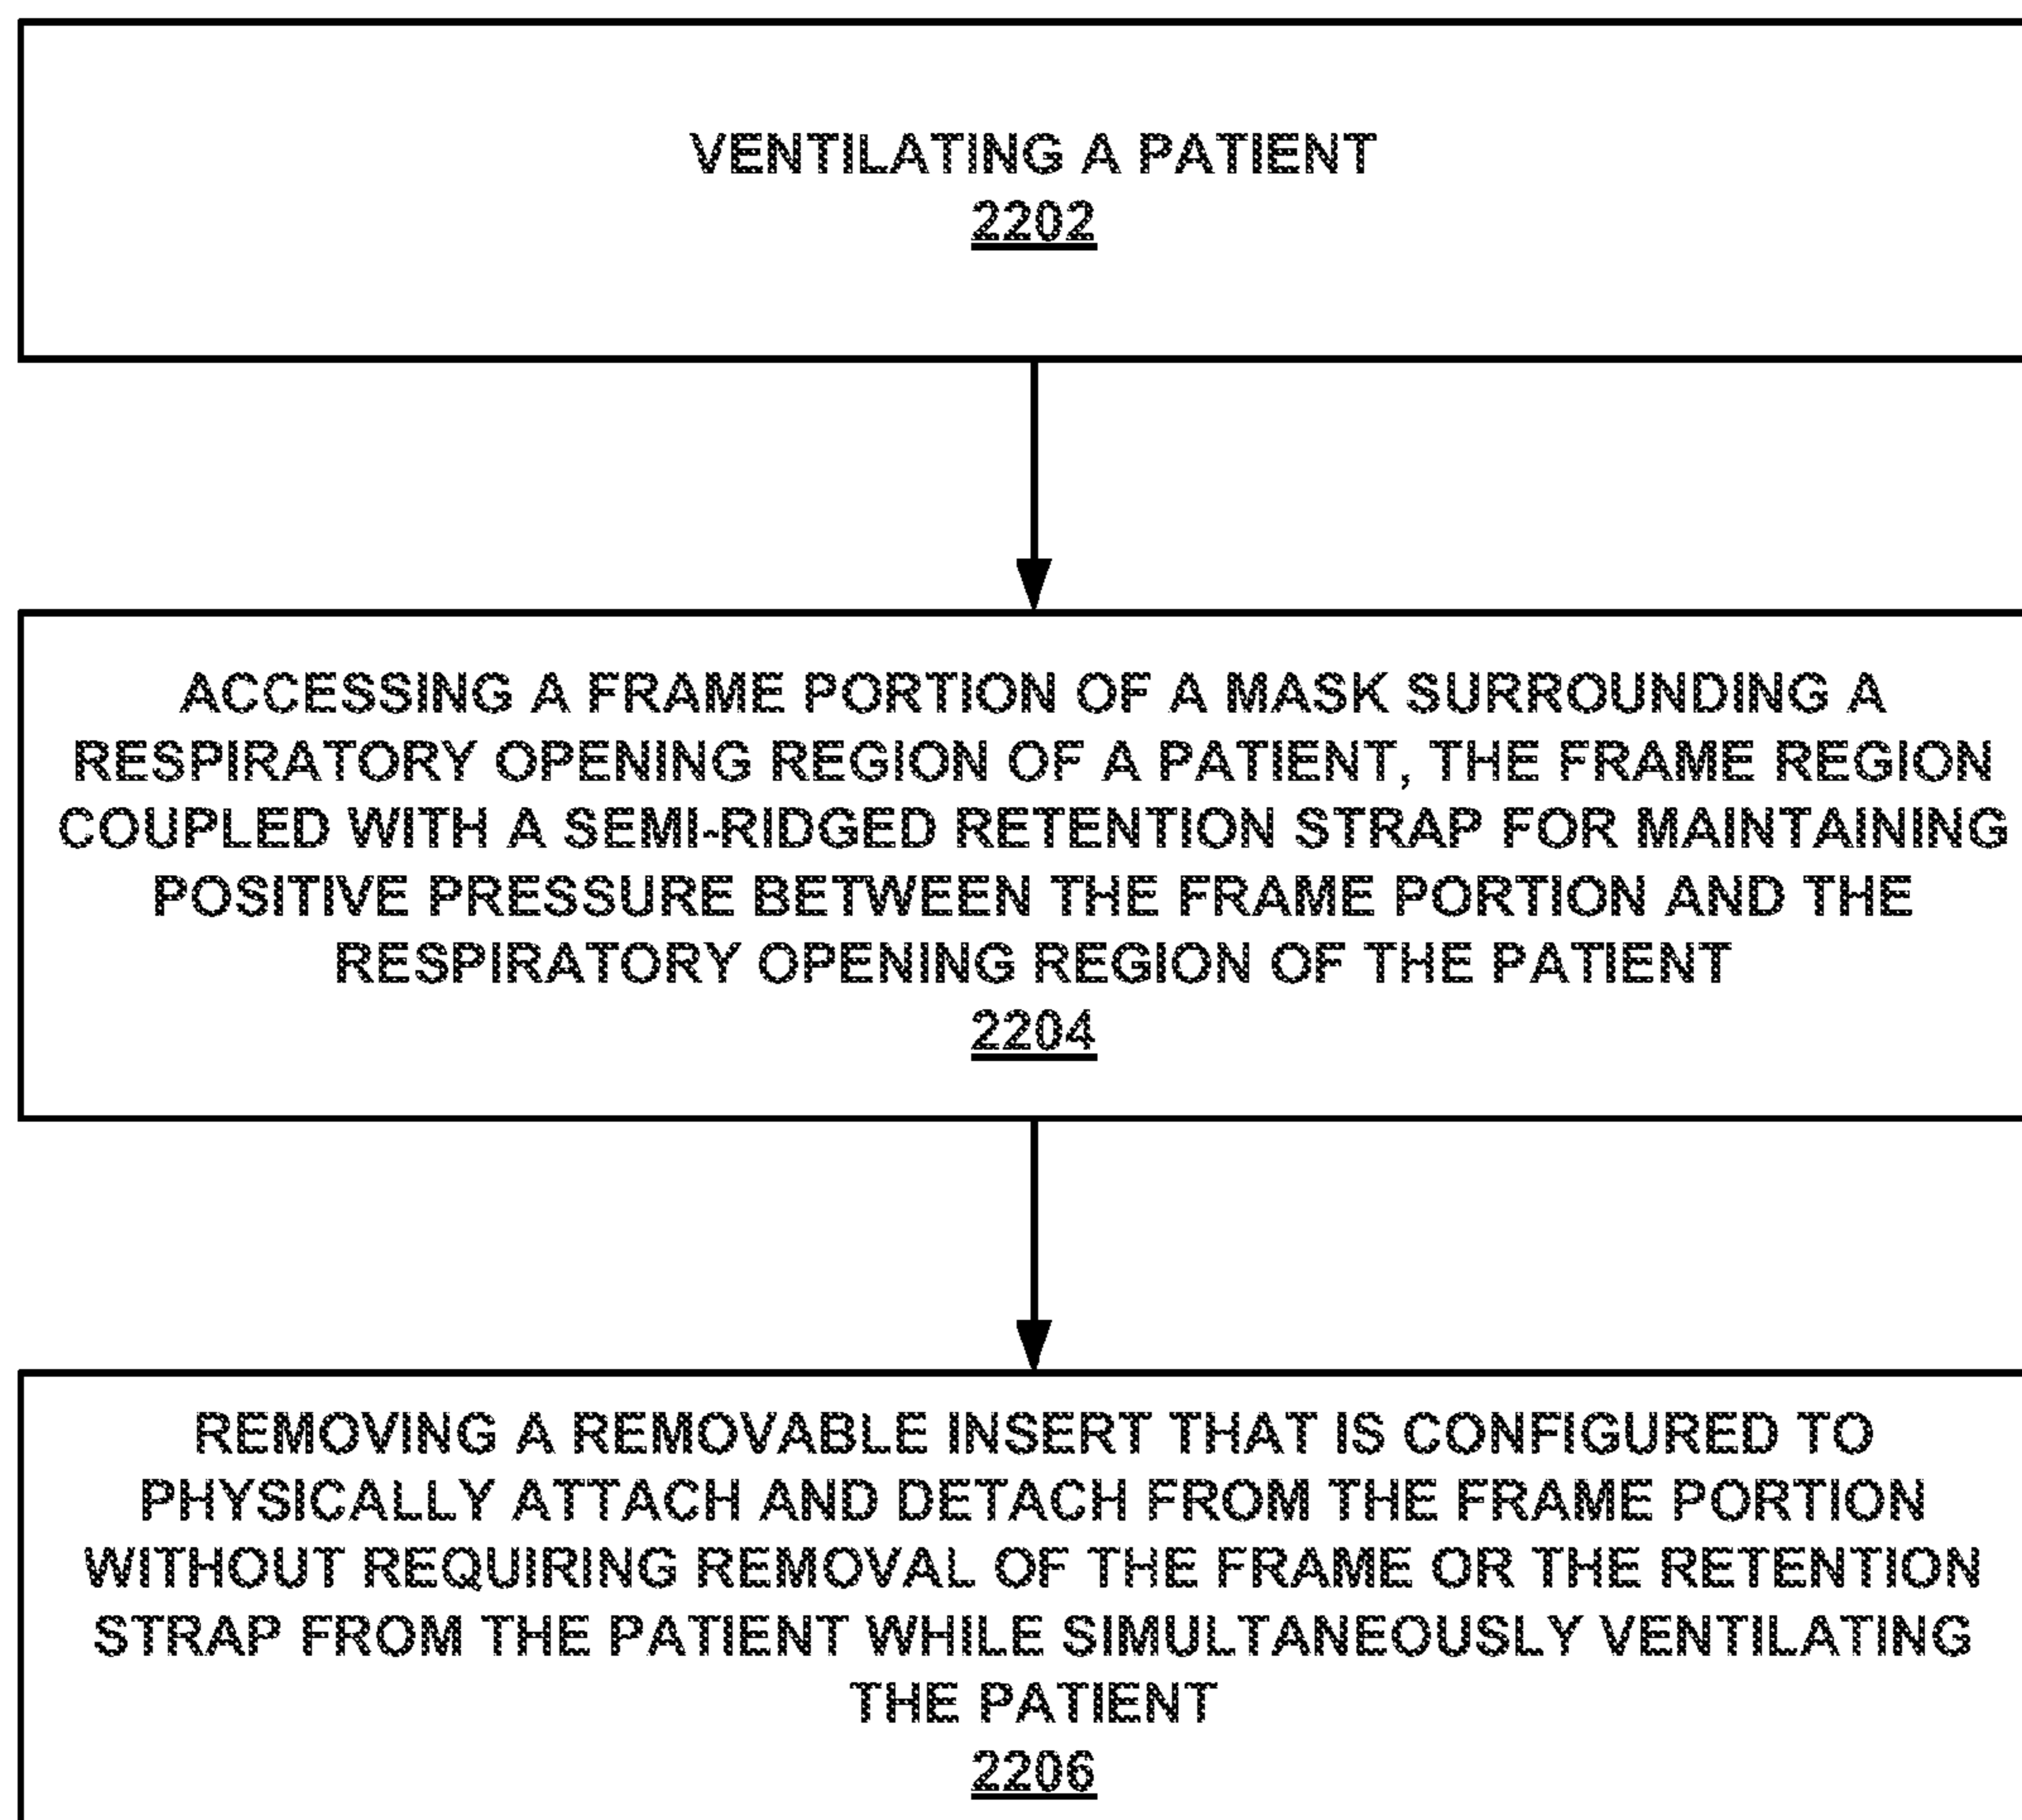 VENTILATING A PATIENT
2202
ACCESSING A FRAME PORTION OF A MASK SURROUNDING A
RESPIRATORY OPENING REGION OF A PATIENT, THE FRAME REGION
COUPLED WITH A SEMI-RIDGED RETENTION STRAP FOR MAINTAINING
POSITIVE PRESSURE BETWEEN THE FRAME PORTION AND THE
RESPIRATORY OPENING REGION OF THE PATIENT
2204
REMOVING A REMOVABLE INSERT THAT IS CONFIGURED TO
PHYSICALLY ATTACH AND DETACH FROM THE FRAME PORTION
WITHOUT REQUIRING REMOVAL OF THE FRAME OR THE RETENTION
STRAP FROM THE PATIENT WHILE SIMULTANEOUSLY VENTILATING
THE PATIENT
2206